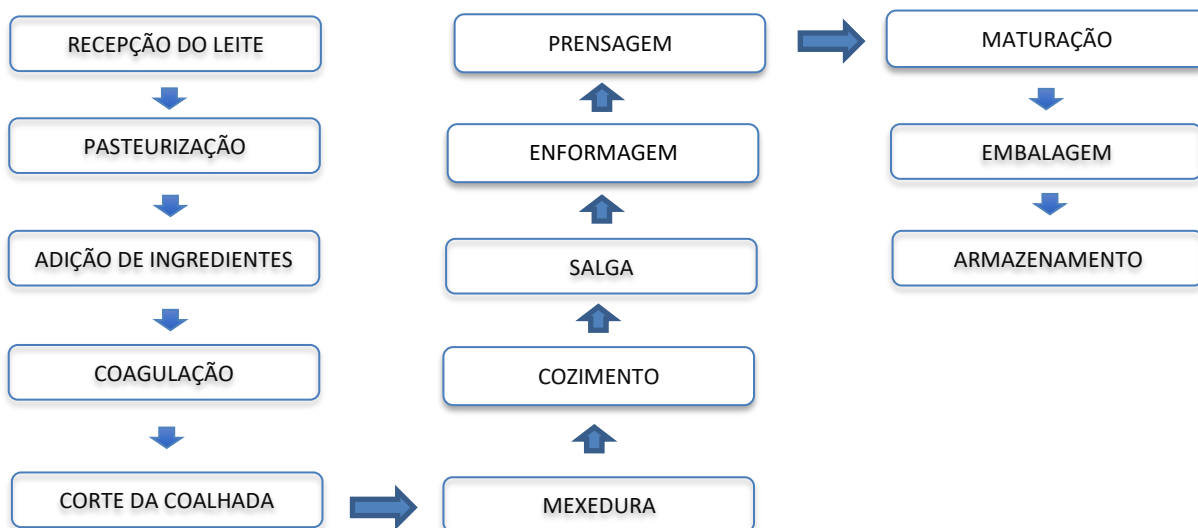 RECEPÇÃO DO LEITE
PASTEURIZAÇÃO
ADIÇÃO DE INGREDIENTES
COAGULAÇÃO
CORTE DA COALHADA
MEXEDURA
COZIMENTO
SALGA
ENFORMAGEM
PRENSAGEM
MATURAÇÃO
EMBALAGEM
ARMAZENAMENTO